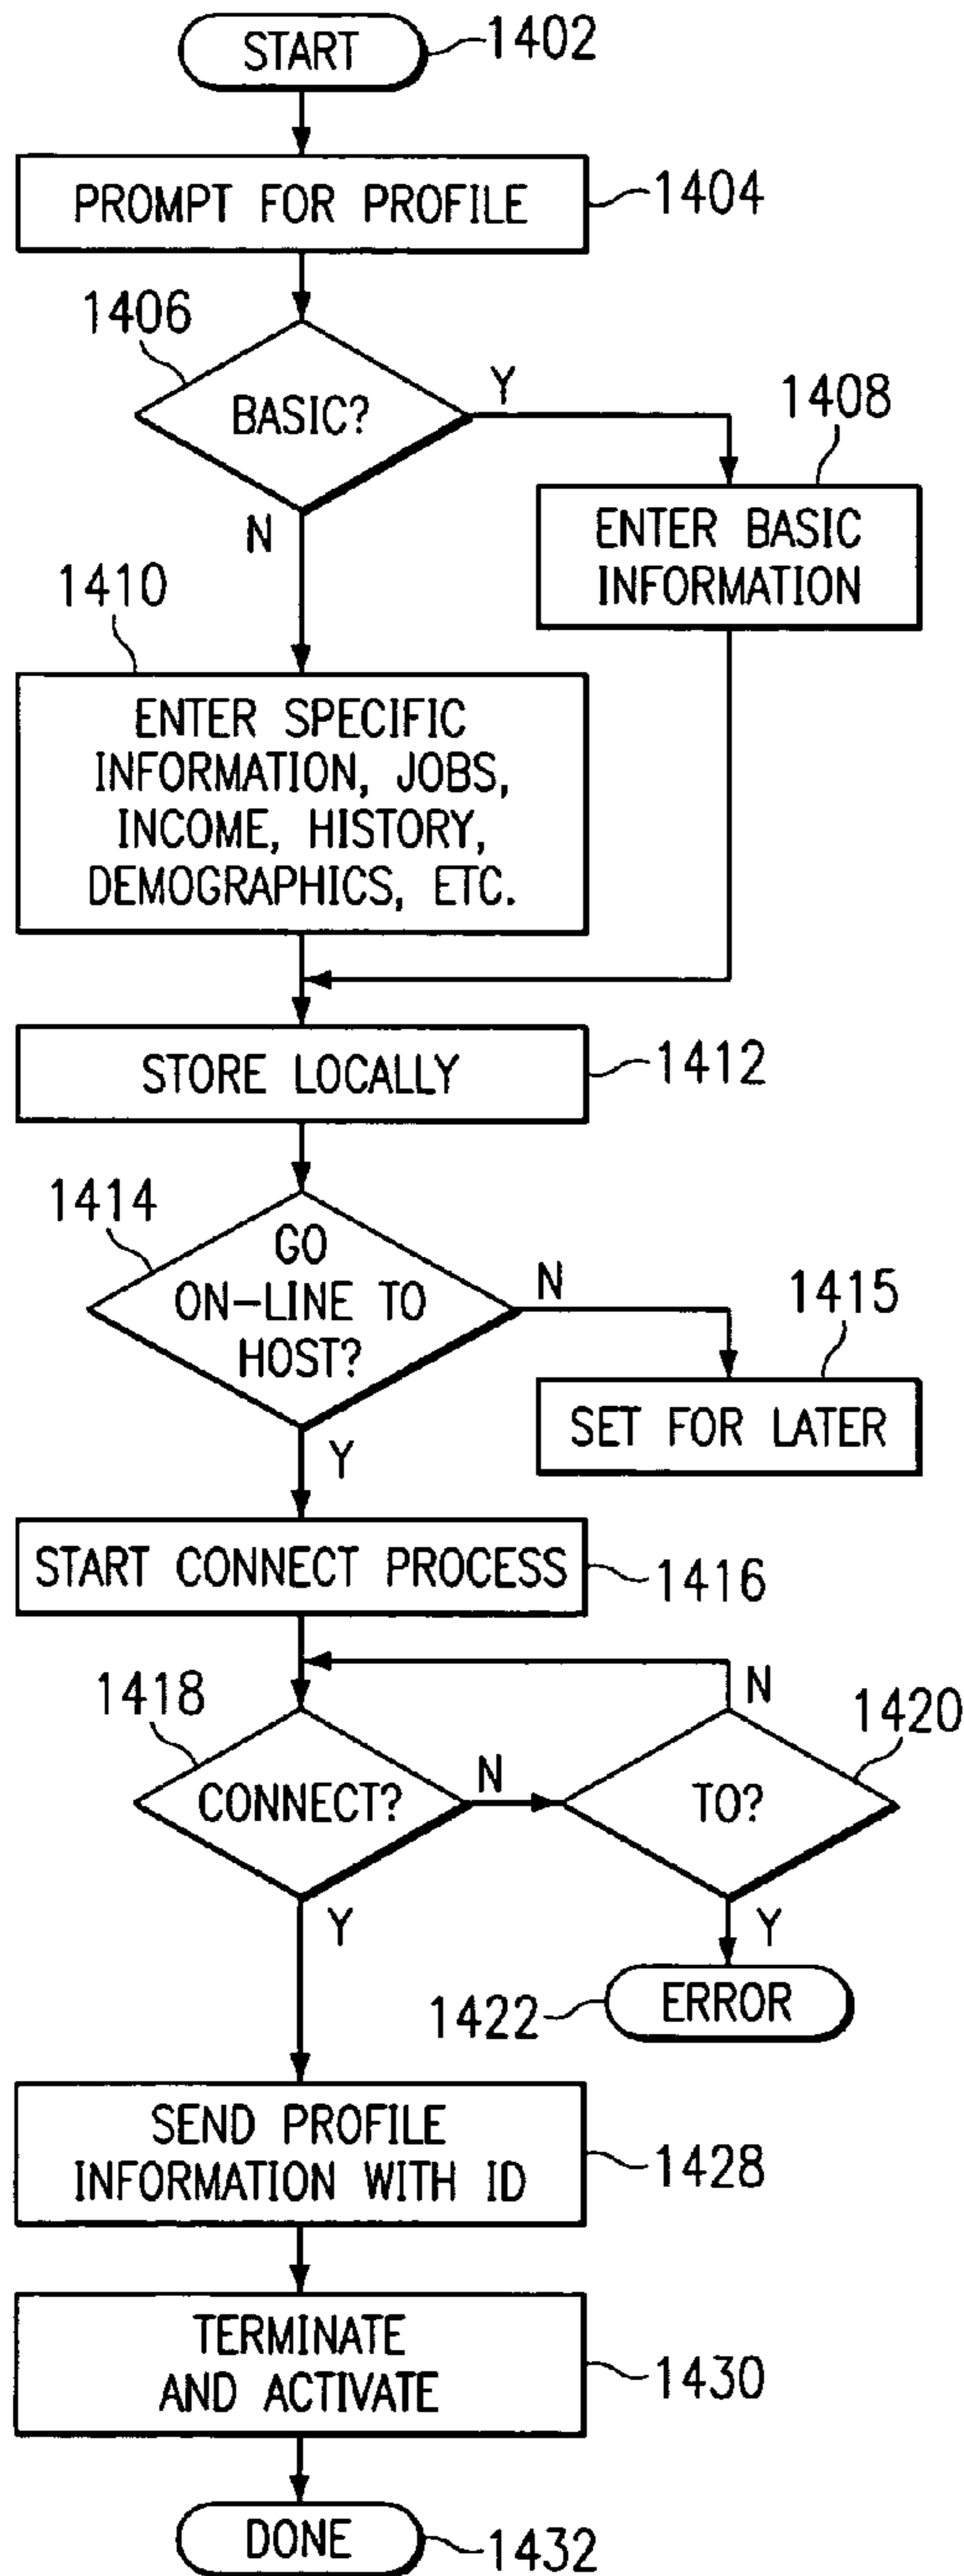 START
1402
PROMPT FOR PROFILE
1404
1406
BASIC?
Y
N
1408
ENTER BASIC
INFORMATION
1410
ENTER SPECIFIC
INFORMATION, JOBS,
INCOME, HISTORY,
DEMOGRAPHICS, ETC.
STORE LOCALLY
1412
1414
GO
ON-LINE TO
HOST?
N
Y
1415
SET FOR LATER
START CONNECT PROCESS
1416
1418
CONNECT?
N
Y
1420
TO?
N
Y
1422
ERROR
SEND PROFILE
INFORMATION WITH ID
1428
TERMINATE
AND ACTIVATE
1430
DONE
1432